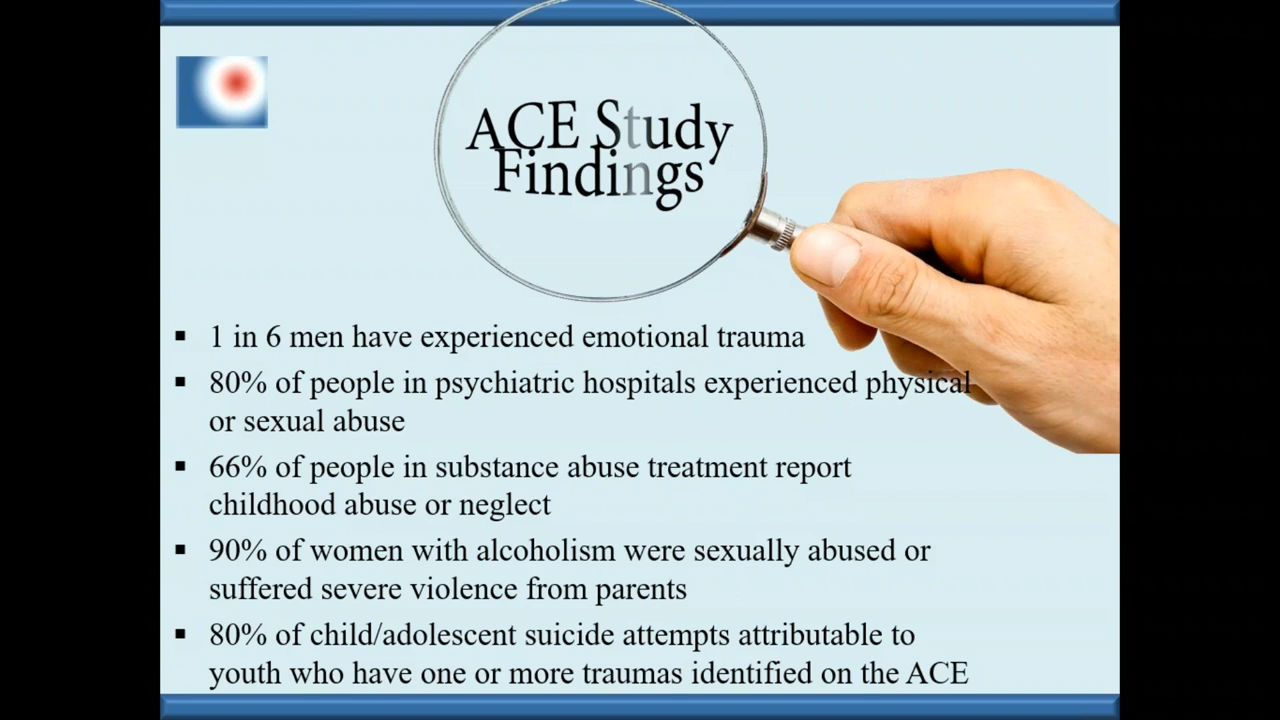 ACE Study
Findings
▪ 1 in 6 men have experienced emotional trauma
▪ 80% of people in psychiatric hospitals experienced physical
or sexual abuse
▪ 66% of people in substance abuse treatment report
childhood abuse or neglect
▪ 90% of women with alcoholism were sexually abused or
suffered severe violence from parents
▪ 80% of child/adolescent suicide attempts attributable to
youth who have one or more traumas identified on the ACE